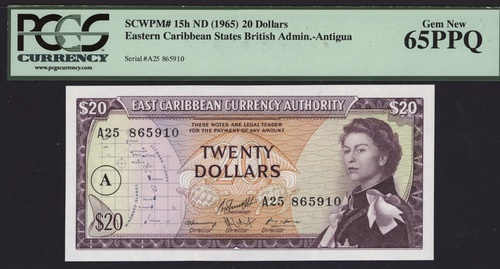 PCGS
CURRENCY
www.pcgscurrency.com
SCWPM# 15h ND (1965) 20 Dollars
Eastern Caribbean States British Admin.-Antigua
Serial #A25 865910
Gem New
65PPQ
$20 EAST CARIBBEAN CURRENCY AUTHORITY $20
THESE NOTES ARE LEGAL TENDER
FOR THE PAYMENT OF ANY AMOUNT
A25 865910
TWENTY
DOLLARS
A
A25 865910
Chairman
$20
Director Director Director